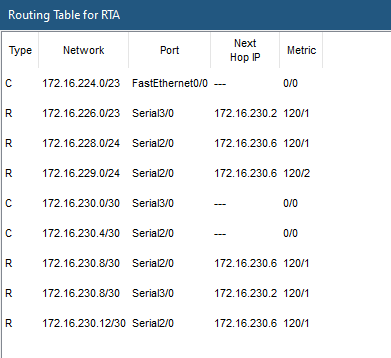 Routing Table for RTA
Type Network Port Next Hop IP Metric
C 172.16.224.0/23 FastEthernet0/0 --- 0/0
R 172.16.226.0/23 Serial3/0 172.16.230.2 120/1
R 172.16.228.0/24 Serial2/0 172.16.230.6 120/1
R 172.16.229.0/24 Serial2/0 172.16.230.6 120/2
C 172.16.230.0/30 Serial3/0 --- 0/0
C 172.16.230.4/30 Serial2/0 --- 0/0
R 172.16.230.8/30 Serial2/0 172.16.230.6 120/1
R 172.16.230.8/30 Serial3/0 172.16.230.2 120/1
R 172.16.230.12/30 Serial2/0 172.16.230.6 120/1